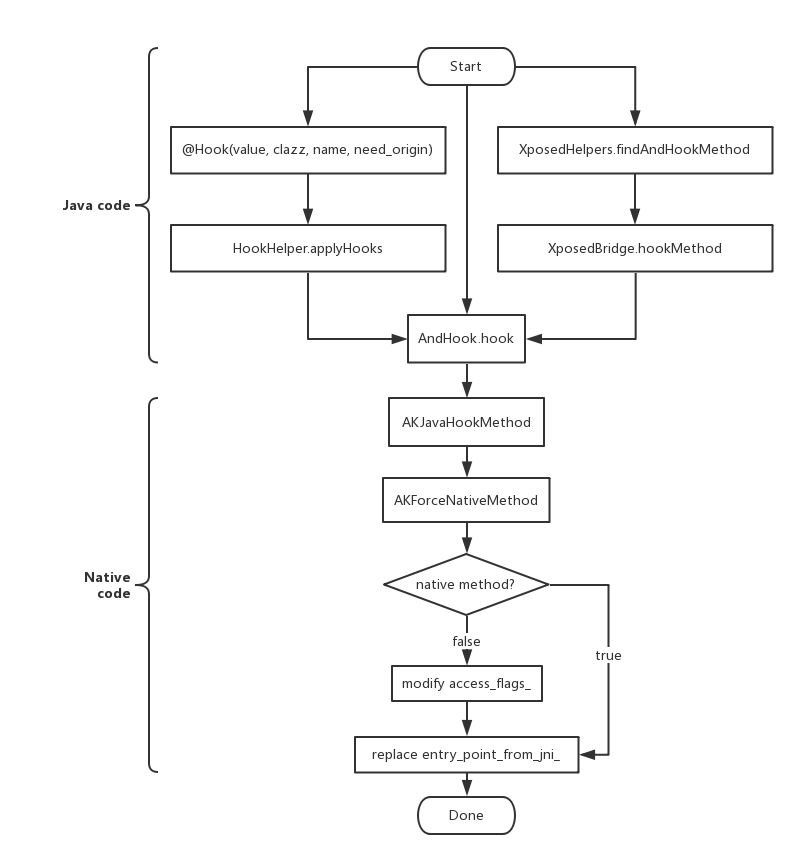 Start
@Hook(value, clazz, name, need_origin)
XposedHelpers.findAndHookMethod
Java code
HookHelper.applyHooks
XposedBridge.hookMethod
AndHook.hook
AKJavaHookMethod
AKForceNativeMethod
Native
code
native method?
false
true
modify access_flags_
replace entry_point_from_jni_
Done